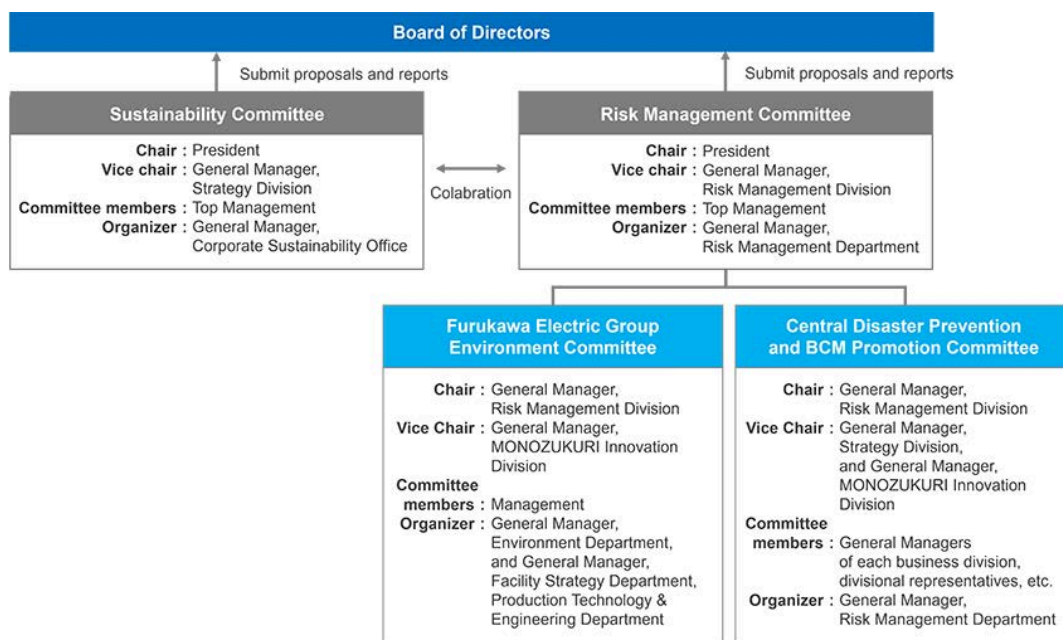 Board of Directors
Submit proposals and reports
Submit proposals and reports
Sustainability Committee
Chair : President
Vice chair : General Manager,
Strategy Division
Committee members : Top Management
Organizer : General Manager,
Corporate Sustainability Office
Colabration
Risk Management Committee
Chair : President
Vice chair : General Manager,
Risk Management Division
Committee members : Top Management
Organizer : General Manager,
Risk Management Department
Furukawa Electric Group
Environment Committee
Chair : General Manager,
Risk Management Division
Vice Chair : General Manager,
MONOZUKURI Innovation
Division
Committee
members : Management
Organizer : General Manager,
Environment Department,
and General Manager,
Facility Strategy Department,
Production Technology &
Engineering Department
Central Disaster Prevention
and BCM Promotion Committee
Chair : General Manager,
Risk Management Division
Vice Chair : General Manager,
Strategy Division,
and General Manager,
MONOZUKURI Innovation
Division
Committee
members : General Managers
of each business division,
divisional representatives, etc.
Organizer : General Manager,
Risk Management Department